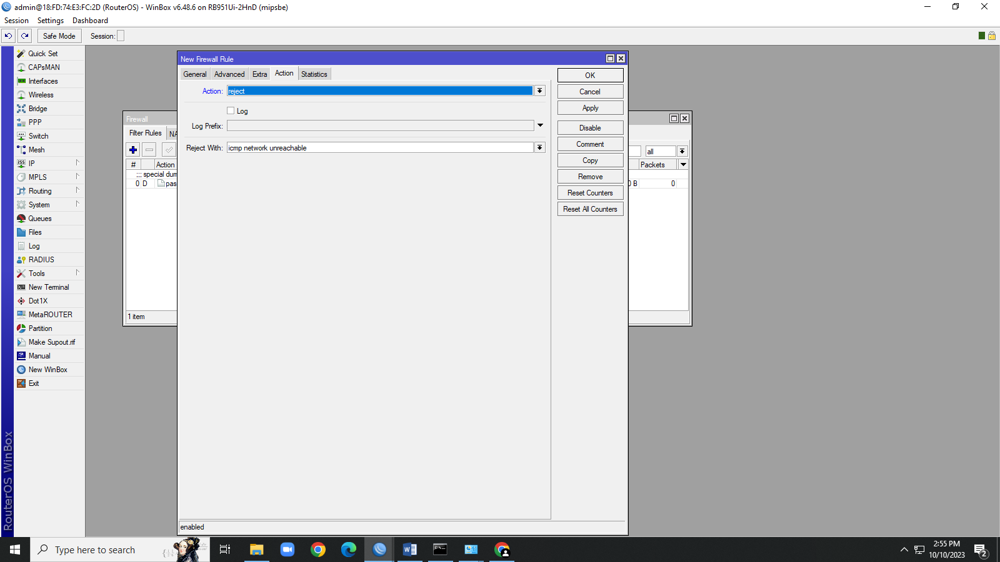 admin@18:FD:74:E3:FC:2D (RouterOS) - WinBox v6.48.6 on RB951Ui-2HnD (mipsbe)
Session Settings Dashboard
Safe Mode Session:
Quick Set
CAPsMAN
Interfaces
Wireless
Bridge
PPP
Switch
Mesh
IP
MPLS
Routing
System
Queues
Files
Log
RADIUS
Tools
New Terminal
Dot1X
MetaROUTER
Partition
Make Supout.rif
Manual
New WinBox
Exit
RouterOS WinBox
Firewall
Filter Rules NA
all
# Action Packets
;;; special dum
0 D pas 0 B 0
1 item
New Firewall Rule
General Advanced Extra Action Statistics
Action: reject
Log
Log Prefix:
Reject With: icmp network unreachable
enabled
OK
Cancel
Apply
Disable
Comment
Copy
Remove
Reset Counters
Reset All Counters
Type here to search
2:55 PM
10/10/2023
2